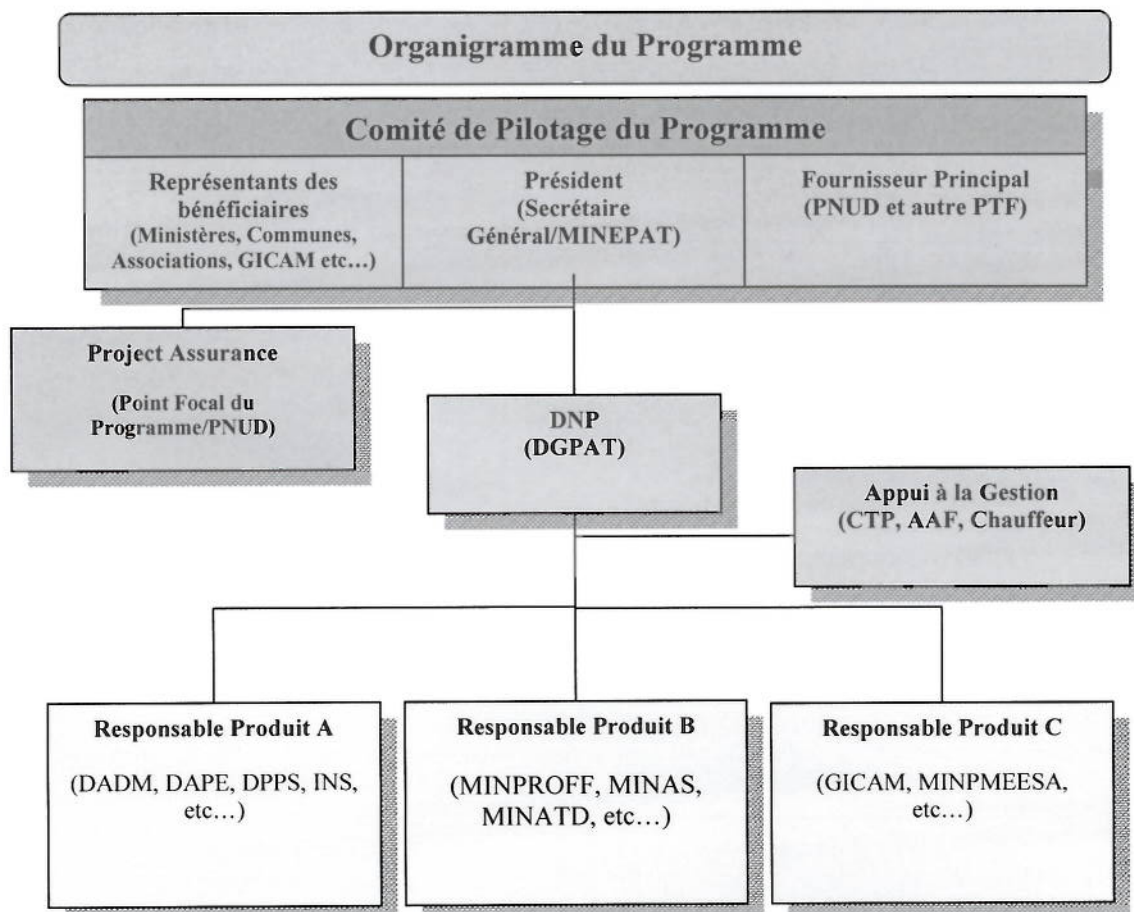 Organigramme du Programme
Comité de Pilotage du Programme
Représentants des
bénéficiaires
(Ministères, Communes,
Associations, GICAM etc…)
Président
(Secrétaire
Général/MINEPAT)
Fournisseur Principal
(PNUD et autre PTF)
Project Assurance
(Point Focal du
Programme/PNUD)
DNP
(DGPAT)
Appui à la Gestion
(CTP, AAF, Chauffeur)
Responsable Produit A
(DADM, DAPE, DPPS, INS,
etc…)
Responsable Produit B
(MINPROFF, MINAS,
MINATD, etc…)
Responsable Produit C
(GICAM, MINPMEESA,
etc…)